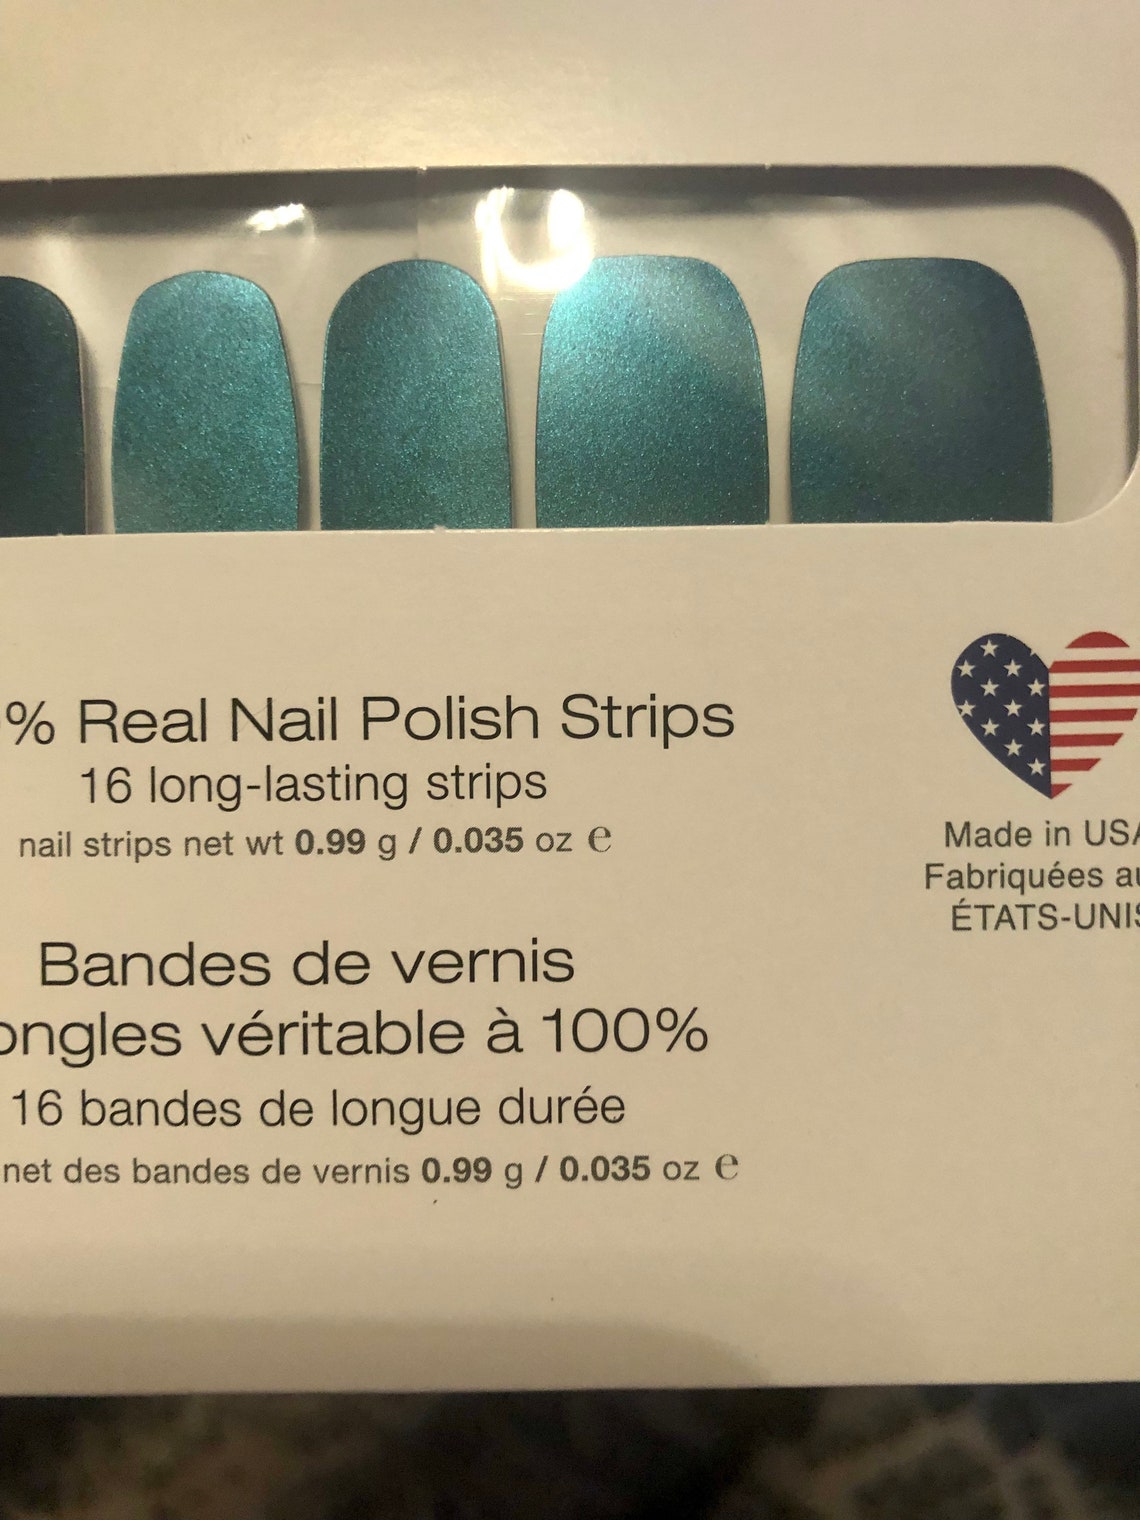 % Real Nail Polish Strips
16 long-lasting strips
nail strips net wt 0.99 g / 0.035 oz ℮
Bandes de vernis
ongles véritable à 100%
16 bandes de longue durée
net des bandes de vernis 0.99 g / 0.035 oz ℮
Made in USA
Fabriquées au
ÉTATS-UNIS